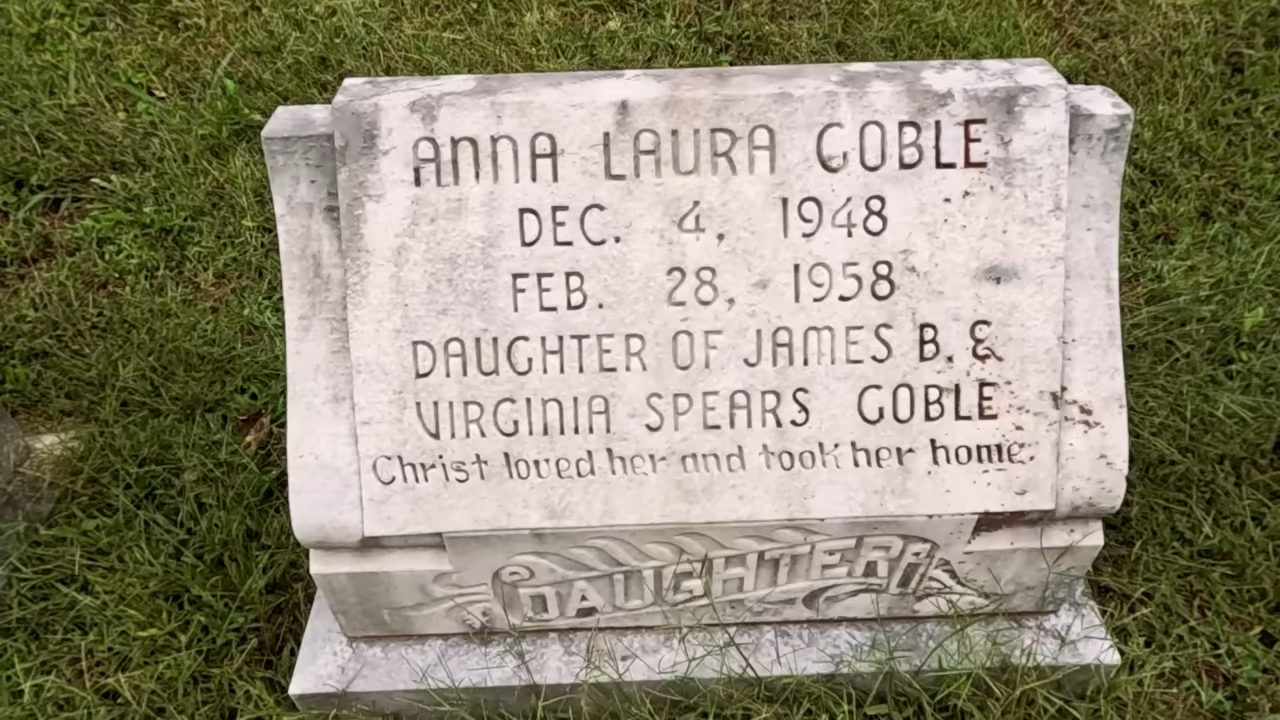 ANNA LAURA GOBLE
DEC. 4, 1948
FEB. 28, 1958
DAUGHTER OF JAMES B. &
VIRGINIA SPEARS GOBLE
Christ loved her and took her home.
DAUGHTER